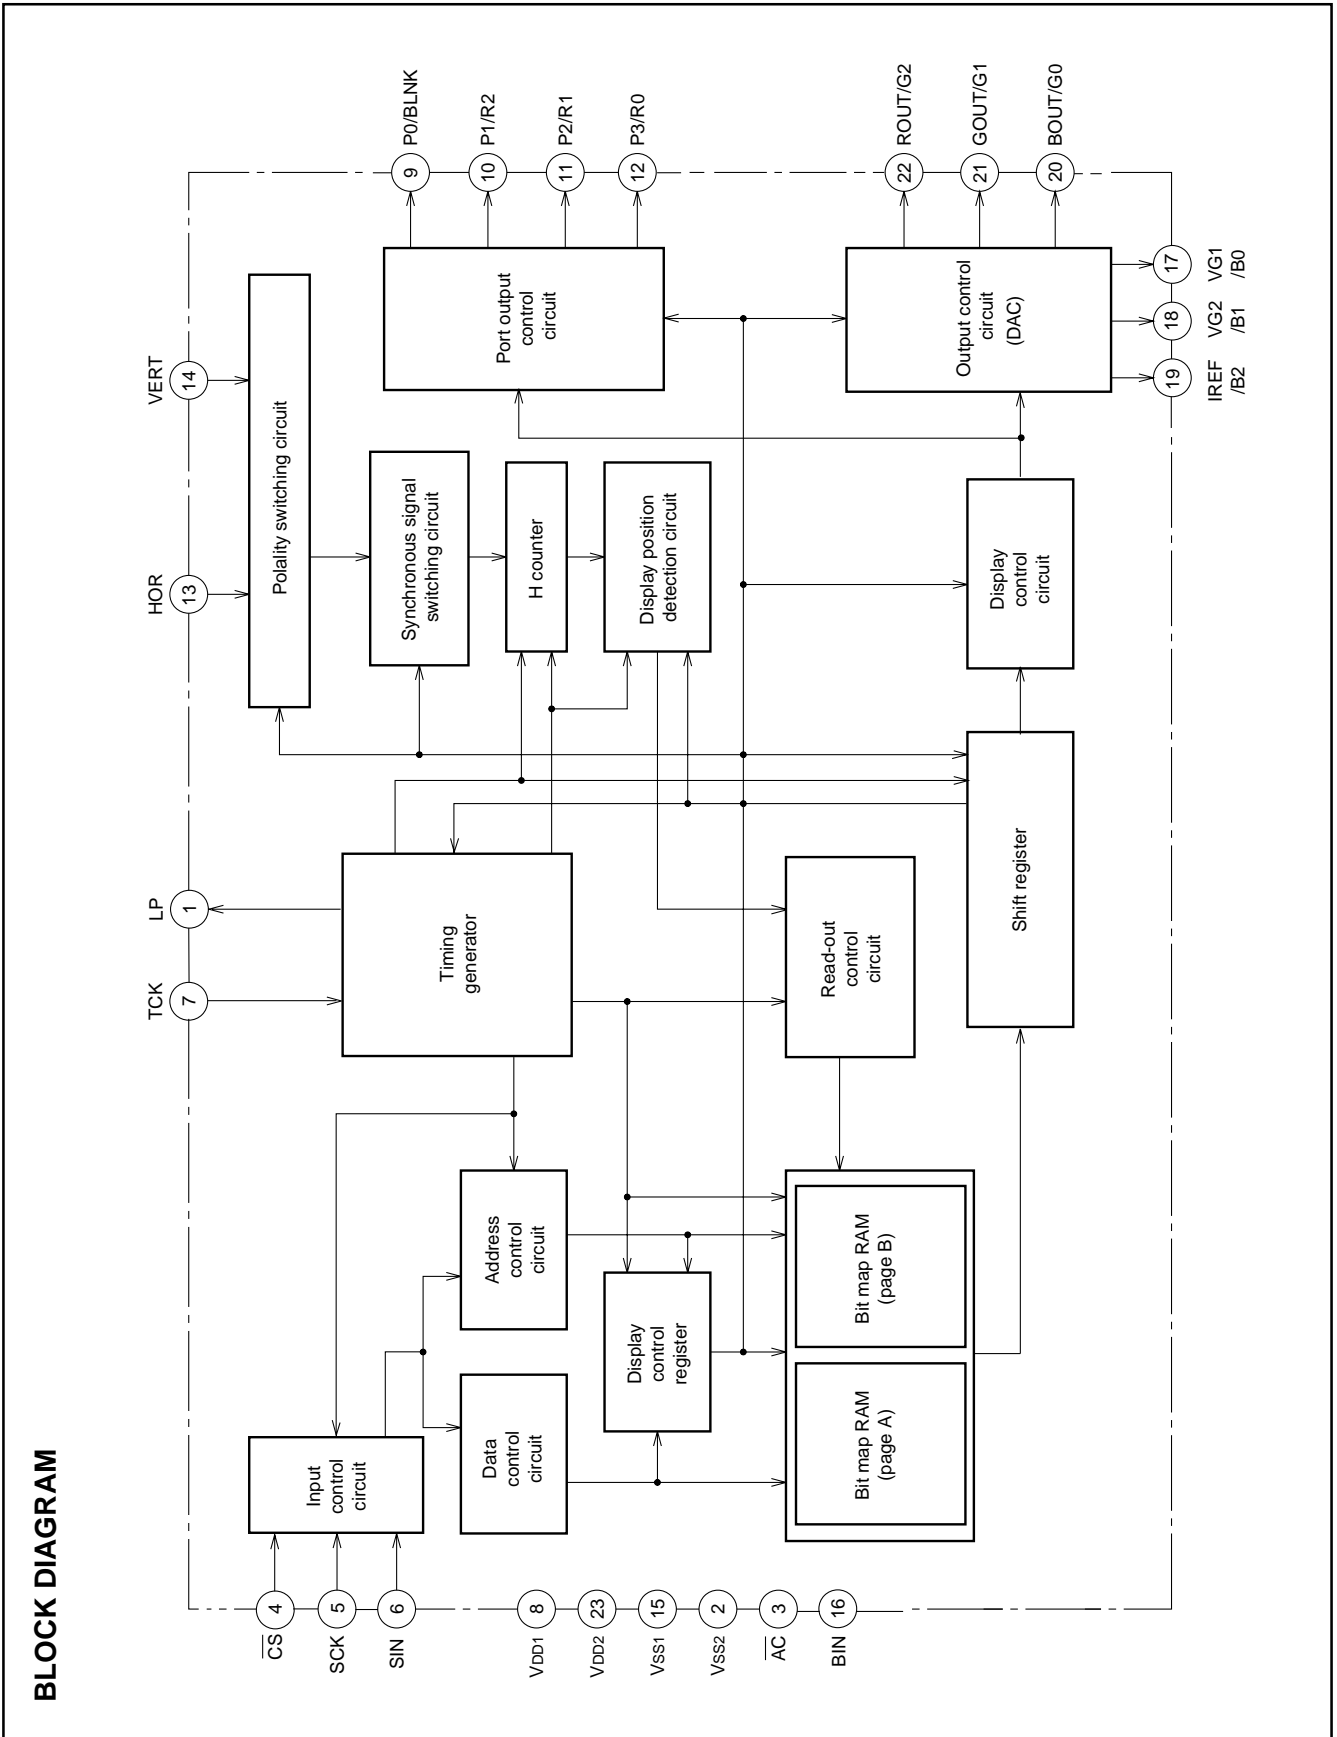 BLOCK DIAGRAM
CS
4
SCK
5
SIN
6
VDD1
8
VDD2
23
VSS1
15
VSS2
2
AC
3
BIN
16
TCK
7
LP
1
HOR
13
VERT
14
Input
control
circuit
Data
control
circuit
Address
control
circuit
Display
control
register
Bit map RAM
(page A)
Bit map RAM
(page B)
Timing
generator
Read-out
control
circuit
Shift register
Polality switching circuit
Synchronous signal
switching circuit
H counter
Display position
detection circuit
Display
control
circuit
Port output
control
circuit
Output control
circuit
(DAC)
9
P0/BLNK
10
P1/R2
11
P2/R1
12
P3/R0
22
ROUT/G2
21
GOUT/G1
20
BOUT/G0
19
IREF
/B2
18
VG2
/B1
17
VG1
/B0